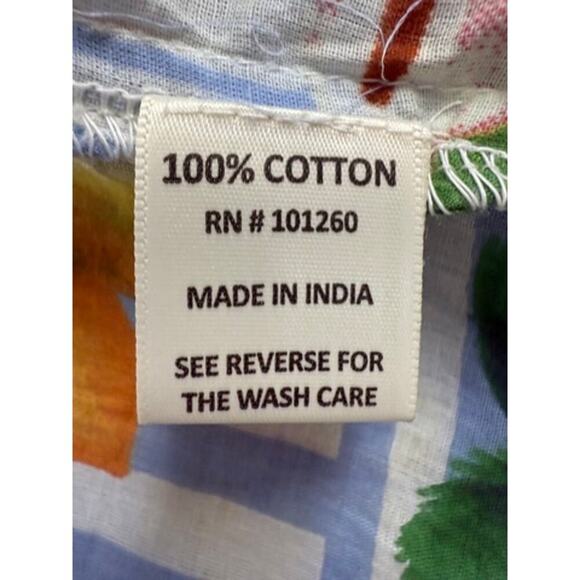 100% COTTON
RN # 101260
MADE IN INDIA
SEE REVERSE FOR
THE WASH CARE